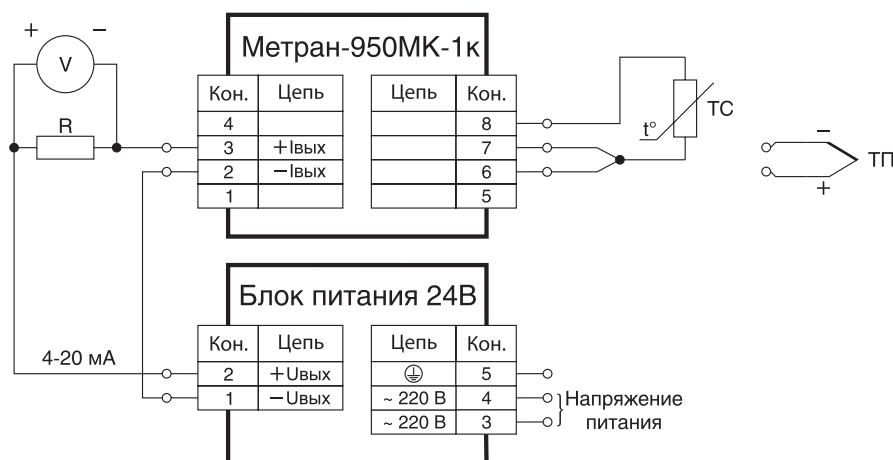 + −
V
R
Метран-950МК-1к
Кон. Цепь Цепь Кон.
4 8
3 +Iвых 7
2 −Iвых 6
1 5
t°
ТС
−
+
ТП
Блок питания 24В
4-20 мА
Кон. Цепь Цепь Кон.
2 +Uвых 5
1 −Uвых ~ 220 В 4
~ 220 В 3
Напряжение
питания